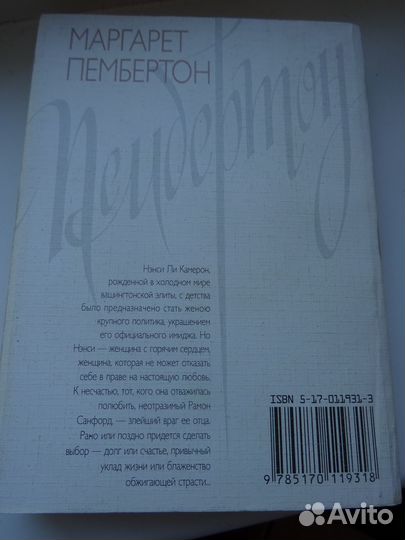 МАРГАРЕТ
ПЕМБЕРТОН
Пембертон
Нэнси Ли Камерон,
рожденной в холодном мире
вашингтонской элиты, с детства
было предназначено стать женою
крупного политика, украшением
его официального имиджа. Но
Нэнси — женщина с горячим сердцем,
женщина, которая не может отказать
себе в праве на настоящую любовь.
К несчастью, тот, кого она отважилась
полюбить, неотразимый Рамон
Санфорд, — злейший враг ее отца.
Рано или поздно придется сделать
выбор — долг или счастье, привычный
уклад жизни или блаженство
обжигающей страсти...
ISBN 5-17-011931-3
9 785170 119318
Avito